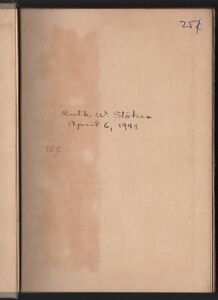 25¢
Ruth W. Stokes
April 6, 1943
75¢